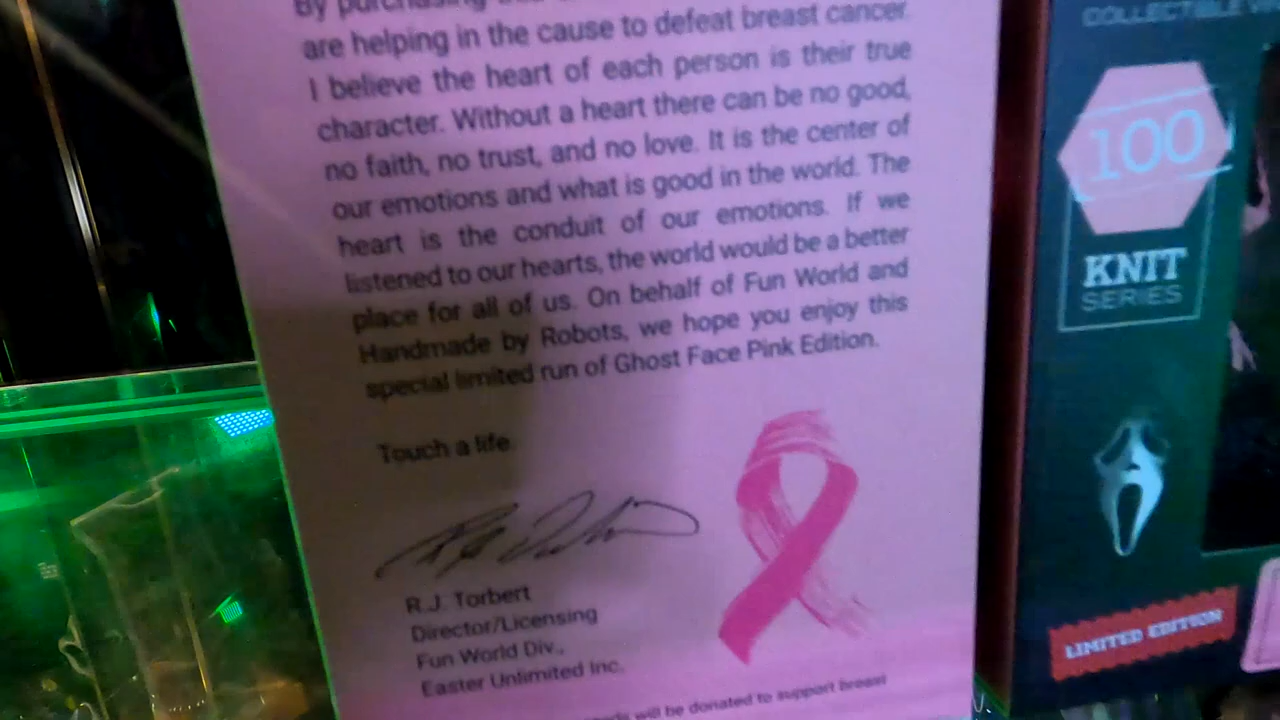 By purchasing
are helping in the cause to defeat breast cancer.
I believe the heart of each person is their true
character. Without a heart there can be no good,
no faith, no trust, and no love. It is the center of
our emotions and what is good in the world. The
heart is the conduit of our emotions. If we
listened to our hearts, the world would be a better
place for all of us. On behalf of Fun World and
Handmade by Robots, we hope you enjoy this
special limited run of Ghost Face Pink Edition.
Touch a life
R.J. Torbert
Director/Licensing
Fun World Div.,
Easter Unlimited Inc.
will be donated to support breast
COLLECTIBLE
100
KNIT
SERIES
LIMITED EDITION